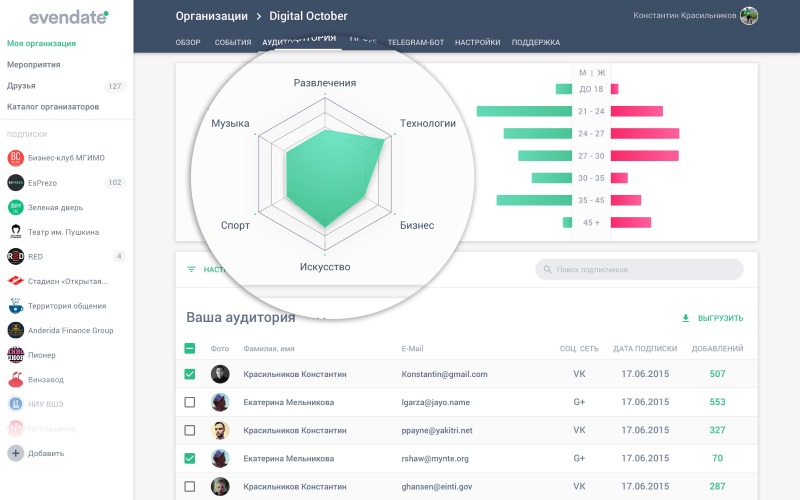 evendate
Моя организация
Мероприятия
Друзья 127
Каталог организаторов
ПОДПИСКИ
Бизнес-клуб МГИМО
EsPrezo 102
Зеленая дверь
Театр им. Пушкина
RED 4
Стадион «Открытая...
Территория общения
Anderida Finance Group
Пионер
Винзавод
НИУ ВШЭ
Добавить
Организации > Digital October
Константин Красильников
ОБЗОР СОБЫТИЯ TELEGRAM-БОТ НАСТРОЙКИ ПОДДЕРЖКА
Развлечения
Музыка
Технологии
Спорт
Бизнес
Искусство
М | Ж
ДО 18
21 - 24
24 - 27
27 - 30
30 - 35
35 - 45
45 +
Поиск подписчиков
Ваша аудитория
ВЫГРУЗИТЬ
Фото Фамилия, имя E-Mail СОЦ. СЕТЬ ДАТА ПОДПИСКИ ДОБАВЛЕНИЙ
Красильников Константин Konstantin@gmail.com VK 17.06.2015 507
Екатерина Мельникова lgarza@jayo.name G+ 17.06.2015 553
Красильников Константин ppayne@yakitri.net VK 17.06.2015 327
Екатерина Мельникова rshaw@mynte.org G+ 17.06.2015 70
Красильников Константин ghansen@einti.gov VK 17.06.2015 287